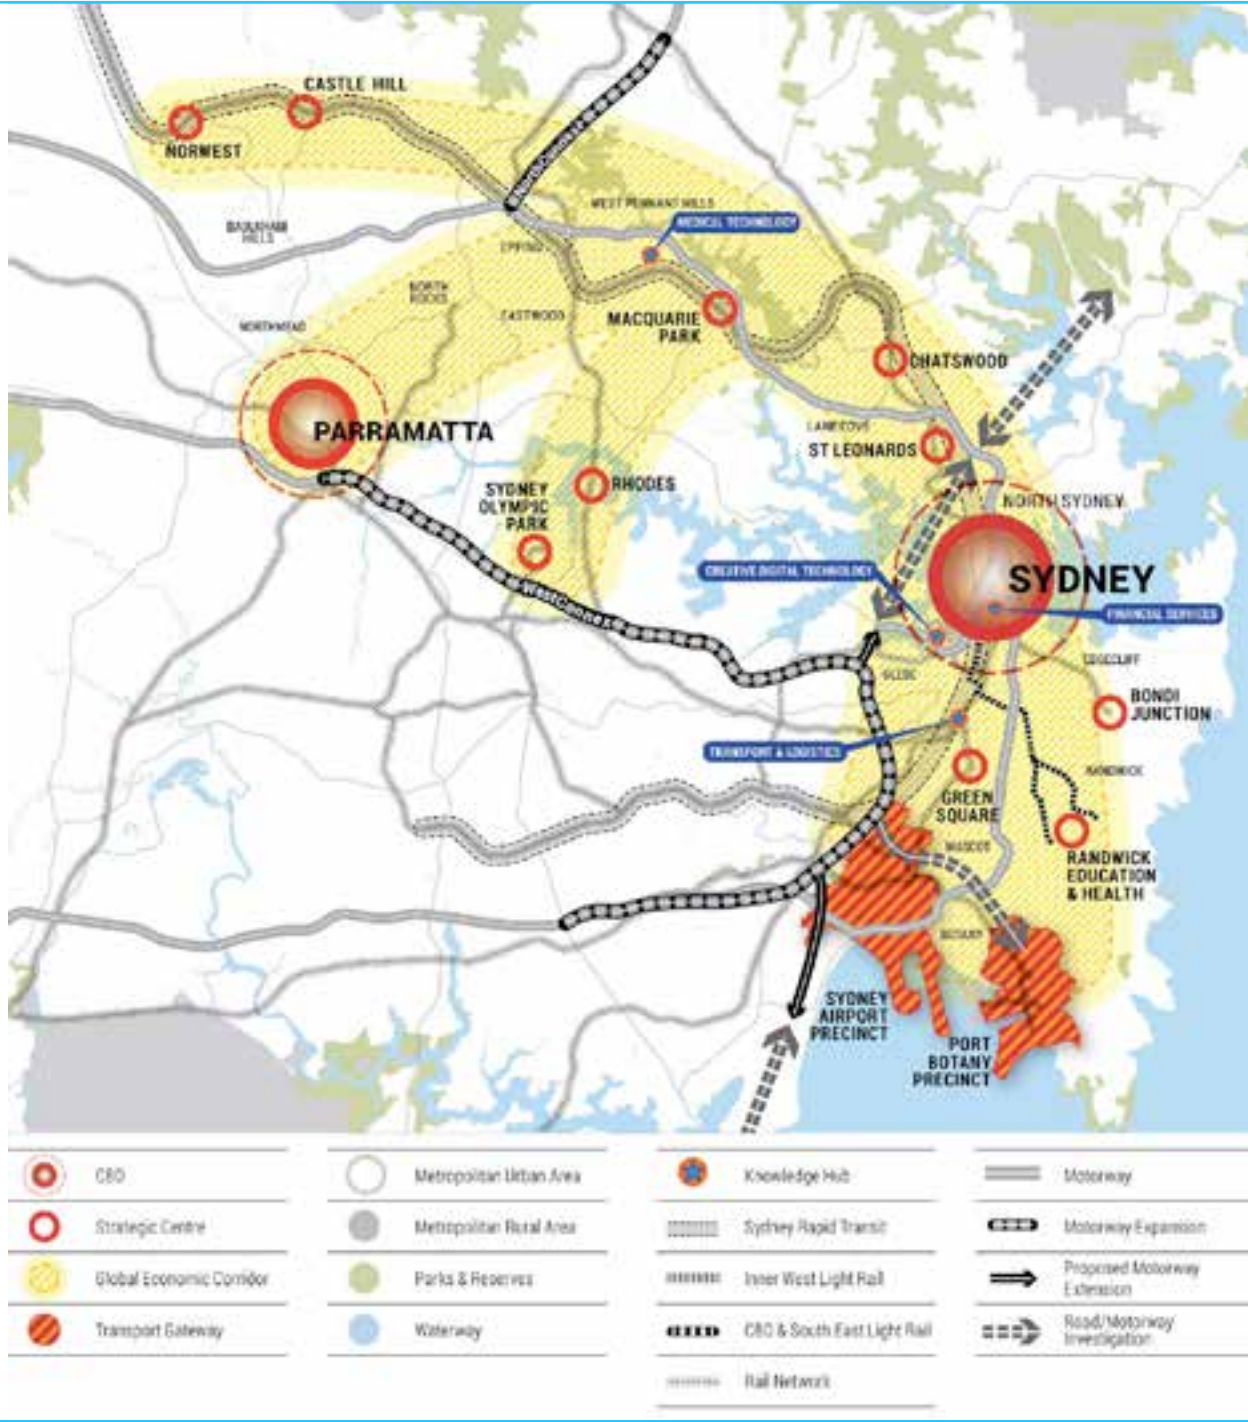 CASTLE HILL
NORWEST
NorthConnex
WEST PENNANT HILLS
BAULKHAM
HILLS
MEDICAL TECHNOLOGY
EPPING
NORTH
ROCKS
EASTWOOD
NORTHMEAD
MACQUARIE
PARK
CHATSWOOD
LANE COVE
ST LEONARDS
PARRAMATTA
RHODES
SYDNEY
OLYMPIC
PARK
NORTH SYDNEY
CREATIVE DIGITAL TECHNOLOGY
SYDNEY
WestConnex
FINANCIAL SERVICES
EDGECLIFF
GLEBE
BONDI
JUNCTION
TRANSPORT & LOGISTICS
RANDWICK
GREEN
SQUARE
MASCOT
RANDWICK
EDUCATION
& HEALTH
BOTANY
SYDNEY
AIRPORT
PRECINCT
PORT
BOTANY
PRECINCT
CBD
Metropolitan Urban Area
Knowledge Hub
Motorway
Strategic Centre
Metropolitan Rural Area
Sydney Rapid Transit
Motorway Expansion
Global Economic Corridor
Parks & Reserves
Inner West Light Rail
Proposed Motorway
Extension
Transport Gateway
Waterway
CBD & South East Light Rail
Road/Motorway
Investigation
Rail Network